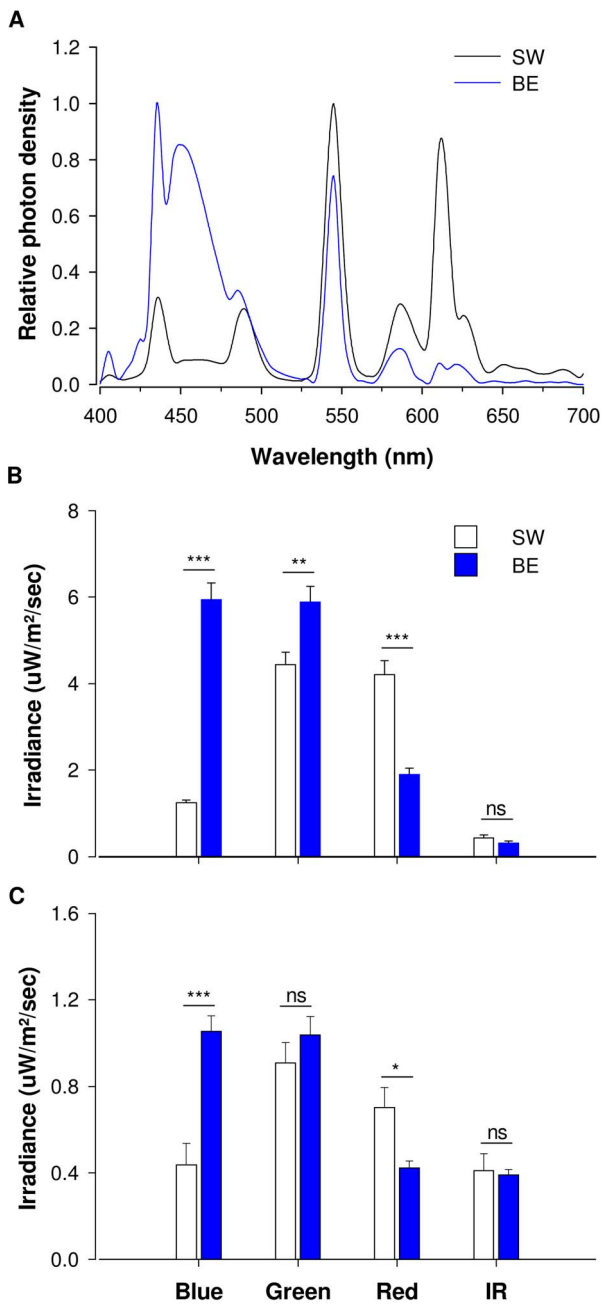 A
1.2
1.0
0.8
0.6
0.4
0.2
0.0
Relative photon density
SW
BE
400 450 500 550 600 650 700
Wavelength (nm)
B
8
6
4
2
0
Irradiance (uW/m²/sec)
SW
BE
***
**
***
ns
C
1.6
1.2
0.8
0.4
0.0
Irradiance (uW/m²/sec)
***
ns
*
ns
Blue Green Red IR